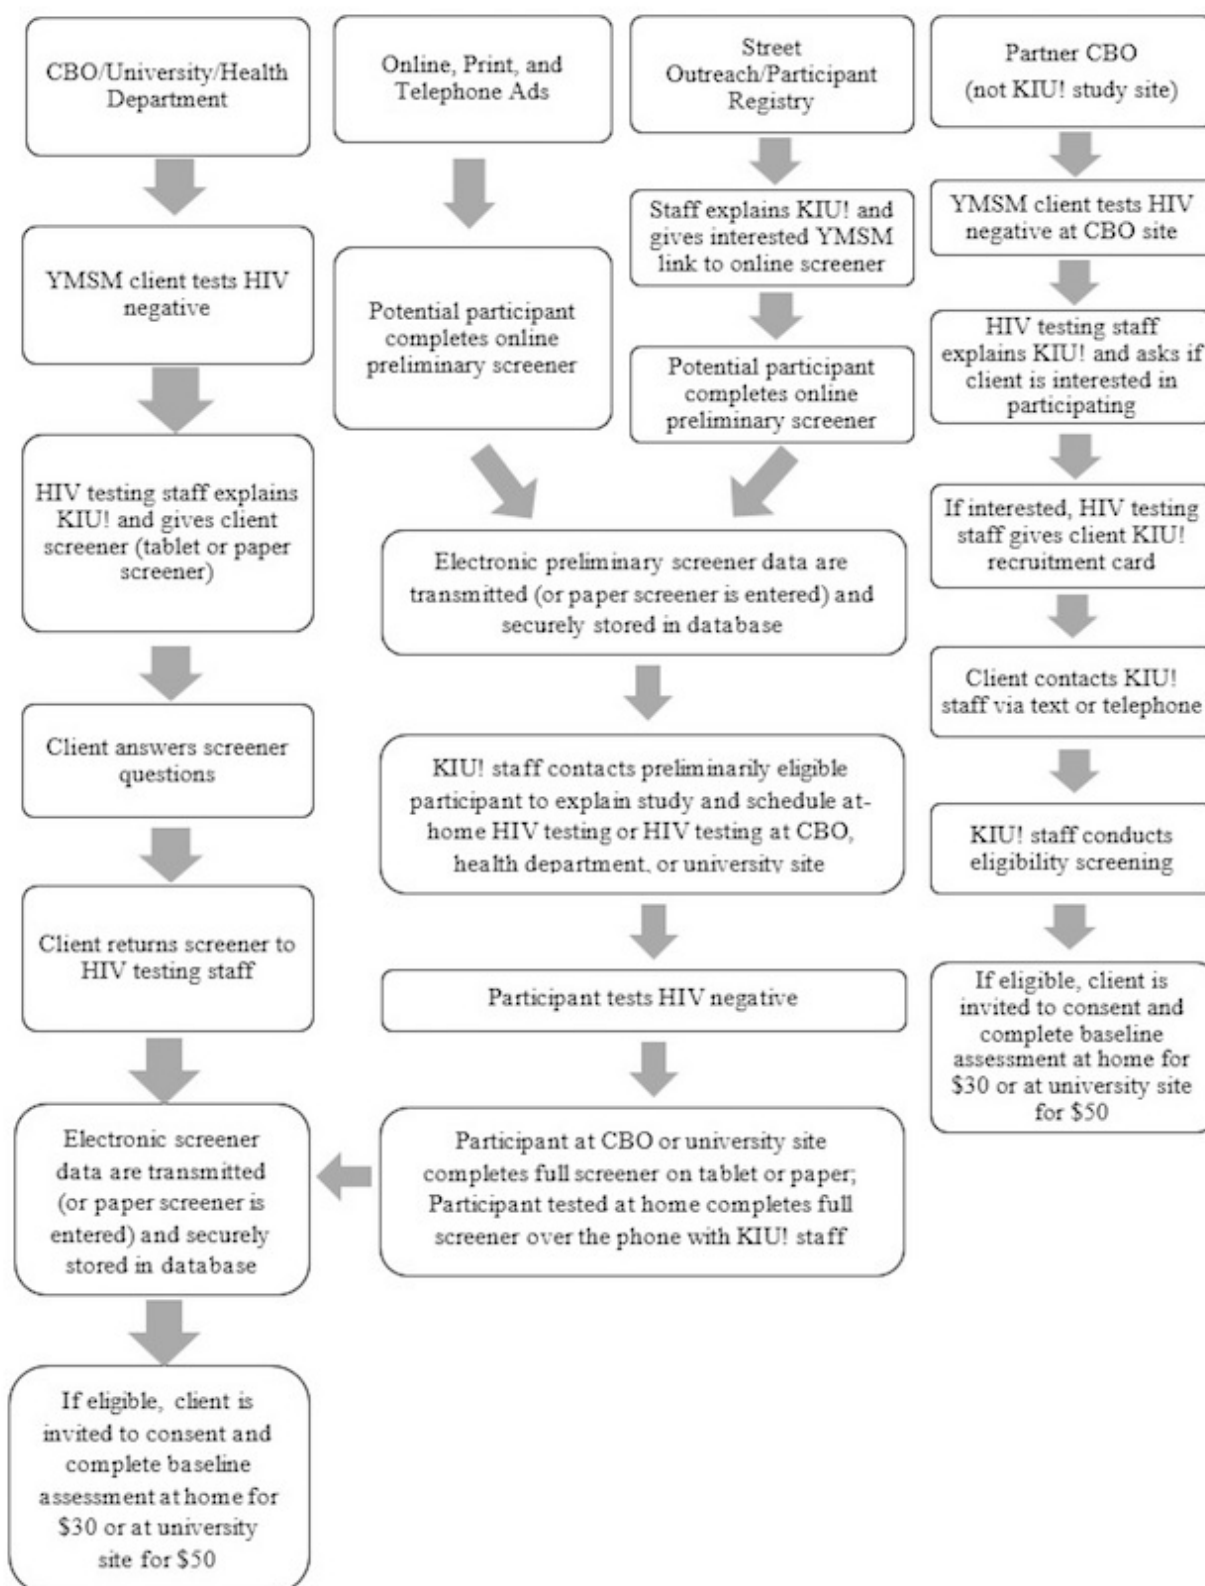 CBO/University/Health
Department
YMSM client tests HIV
negative
HIV testing staff explains
KIU! and gives client
screener (tablet or paper
screener)
Client answers screener
questions
Client returns screener to
HIV testing staff
Electronic screener
data are transmitted
(or paper screener is
entered) and securely
stored in database
If eligible, client is
invited to consent and
complete baseline
assessment at home for
$30 or at university
site for $50
Online, Print, and
Telephone Ads
Potential participant
completes online
preliminary screener
Street
Outreach/Participant
Registry
Staff explains KIU! and
gives interested YMSM
link to online screener
Potential participant
completes online
preliminary screener
Electronic preliminary screener data are
transmitted (or paper screener is entered) and
securely stored in database
KIU! staff contacts preliminarily eligible
participant to explain study and schedule at-
home HIV testing or HIV testing at CBO,
health department, or university site
Participant tests HIV negative
Participant at CBO or university site
completes full screener on tablet or paper;
Participant tested at home completes full
screener over the phone with KIU! staff
Partner CBO
(not KIU! study site)
YMSM client tests HIV
negative at CBO site
HIV testing staff
explains KIU! and asks if
client is interested in
participating
If interested, HIV testing
staff gives client KIU!
recruitment card
Client contacts KIU!
staff via text or telephone
KIU! staff conducts
eligibility screening
If eligible, client is
invited to consent and
complete baseline
assessment at home for
$30 or at university site
for $50